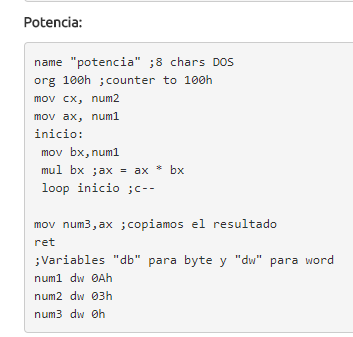 Potencia:
name "potencia" ;8 chars DOS
org 100h ;counter to 100h
mov cx, num2
mov ax, num1
inicio:
 mov bx,num1
 mul bx ;ax = ax * bx
 loop inicio ;c--

mov num3,ax ;copiamos el resultado
ret
;Variables "db" para byte y "dw" para word
num1 dw 0Ah
num2 dw 03h
num3 dw 0h